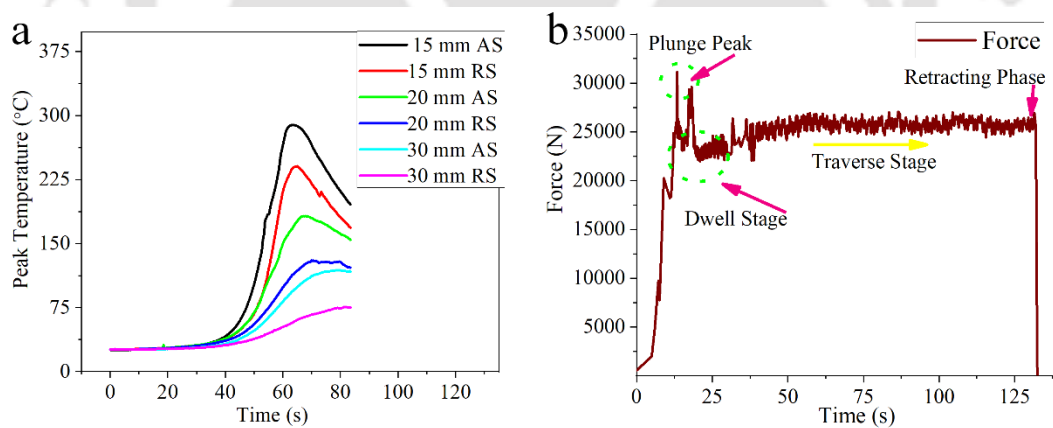 a
375
300
225
150
75
0
Peak Temperature (°C)
0 20 40 60 80 100 120
Time (s)
15 mm AS
15 mm RS
20 mm AS
20 mm RS
30 mm AS
30 mm RS
b
35000
30000
25000
20000
15000
10000
5000
0
Force (N)
0 25 50 75 100 125
Time (s)
Plunge Peak
Force
Retracting Phase
Traverse Stage
Dwell Stage